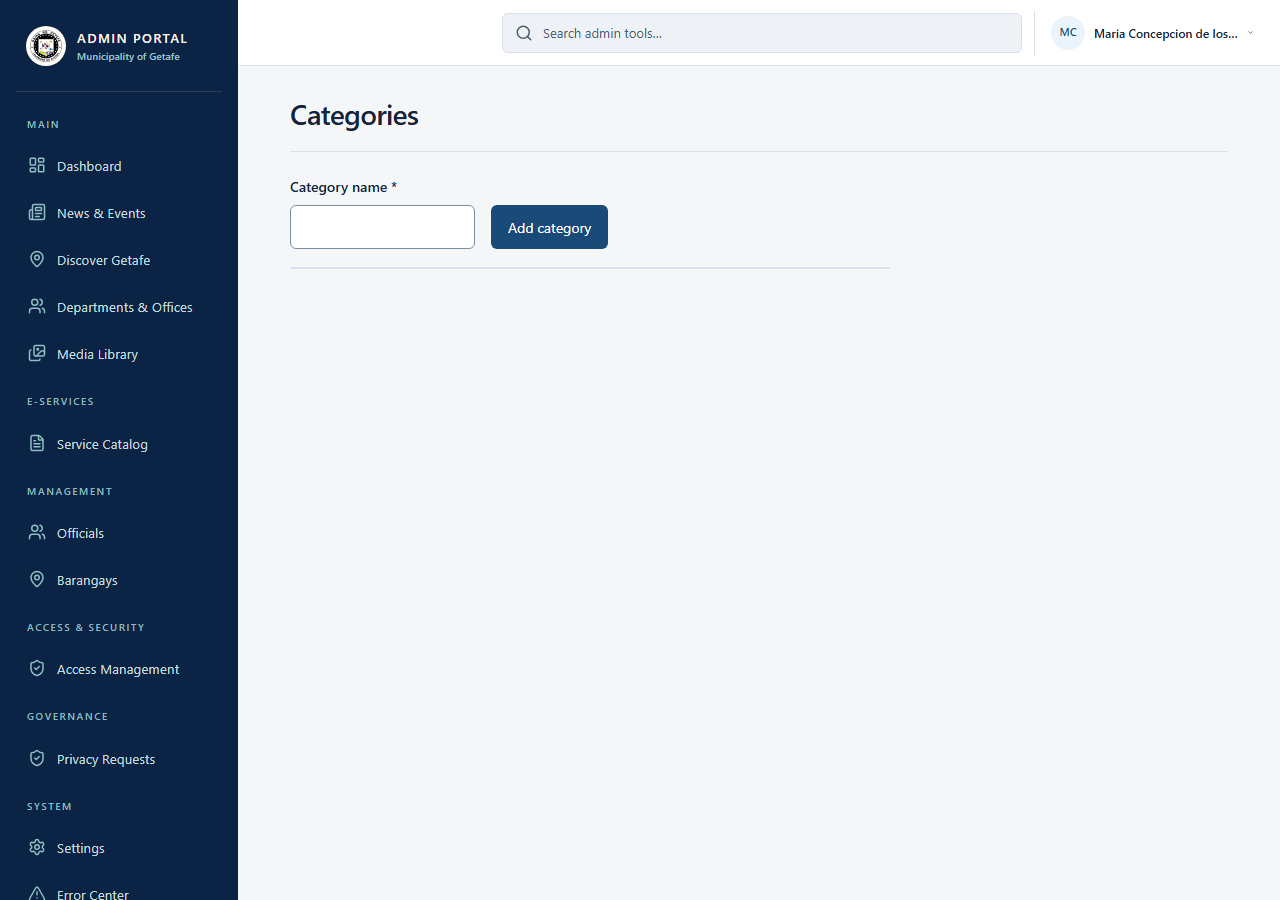 ADMIN PORTAL
Municipality of Getafe
Search admin tools...
MC
Maria Concepcion de los...
MAIN
Dashboard
News & Events
Discover Getafe
Departments & Offices
Media Library
E-SERVICES
Service Catalog
MANAGEMENT
Officials
Barangays
ACCESS & SECURITY
Access Management
GOVERNANCE
Privacy Requests
SYSTEM
Settings
Error Center
Categories
Category name *
Add category